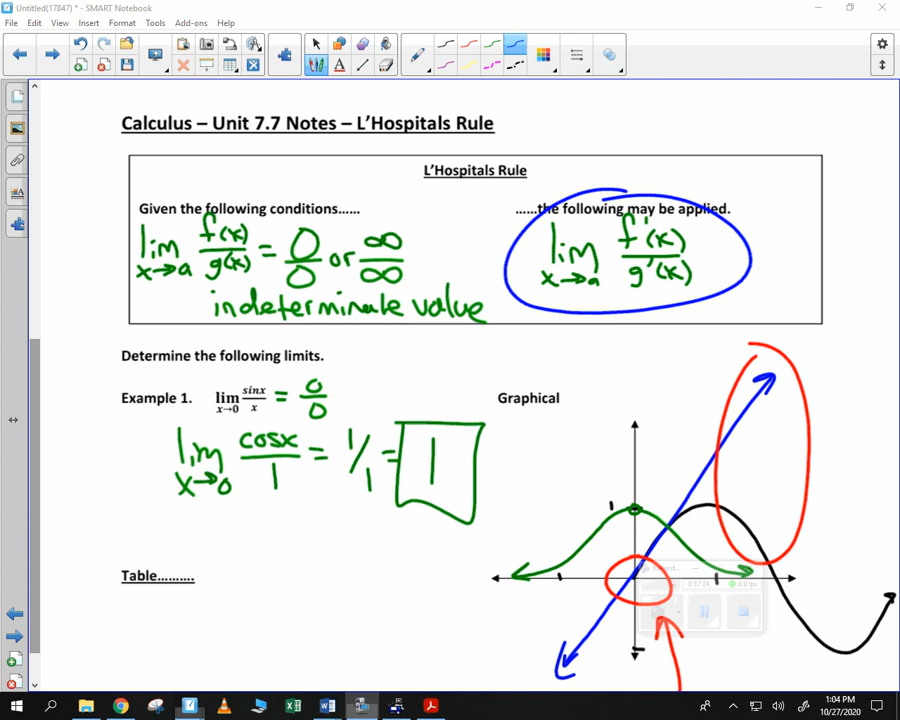 Untitled(17847) * - SMART Notebook
File Edit View Insert Format Tools Add-ons Help
Calculus – Unit 7.7 Notes – L'Hospitals Rule
L'Hospitals Rule
Given the following conditions……
……the following may be applied.
lim x→a f(x)/g(x) = 0/0 or ∞/∞
indeterminate value
lim x→a f'(x)/g'(x)
Determine the following limits.
Example 1. lim x→0 sinx/x = 0/0
Graphical
lim x→0 cosx/1 = 1/1 = 1
1
Table……….
0:17:24
1:04 PM
10/27/2020